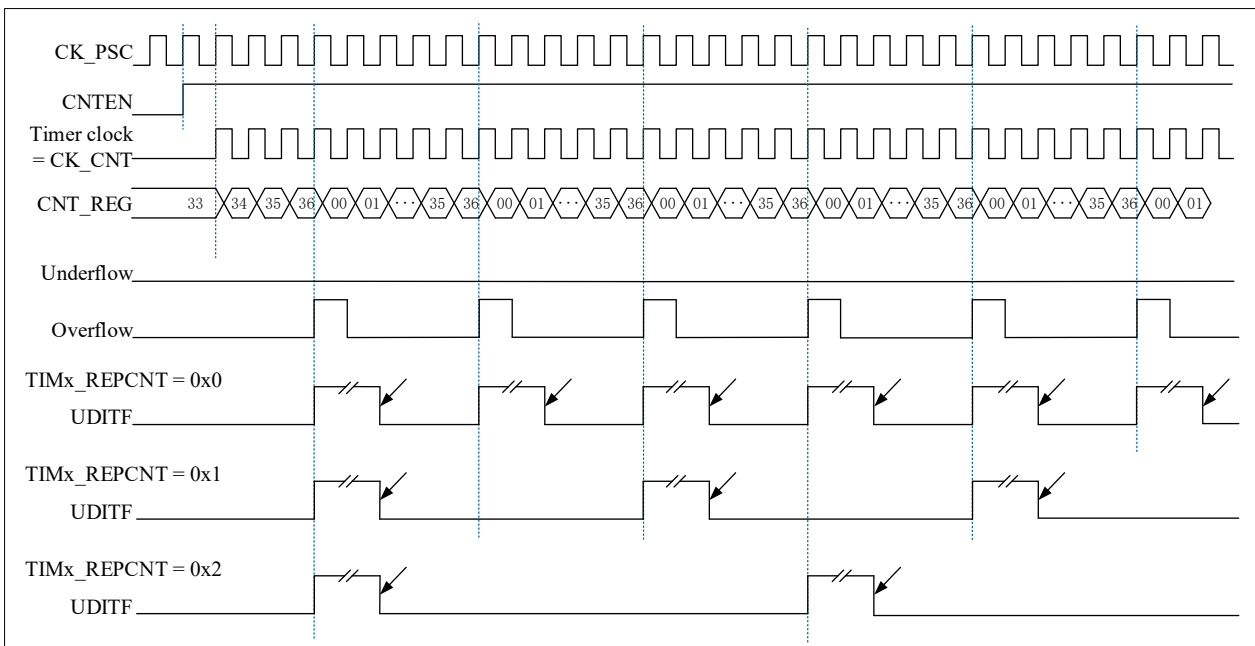 CK_PSC
CNTEN
Timer clock
= CK_CNT
CNT_REG 33 34 35 36 00 01 ··· 35 36 00 01 ··· 35 36 00 01 ··· 35 36 00 01 ··· 35 36 00 01 ··· 35 36 00 01
Underflow
Overflow
TIMx_REPCNT = 0x0
UDITF
TIMx_REPCNT = 0x1
UDITF
TIMx_REPCNT = 0x2
UDITF